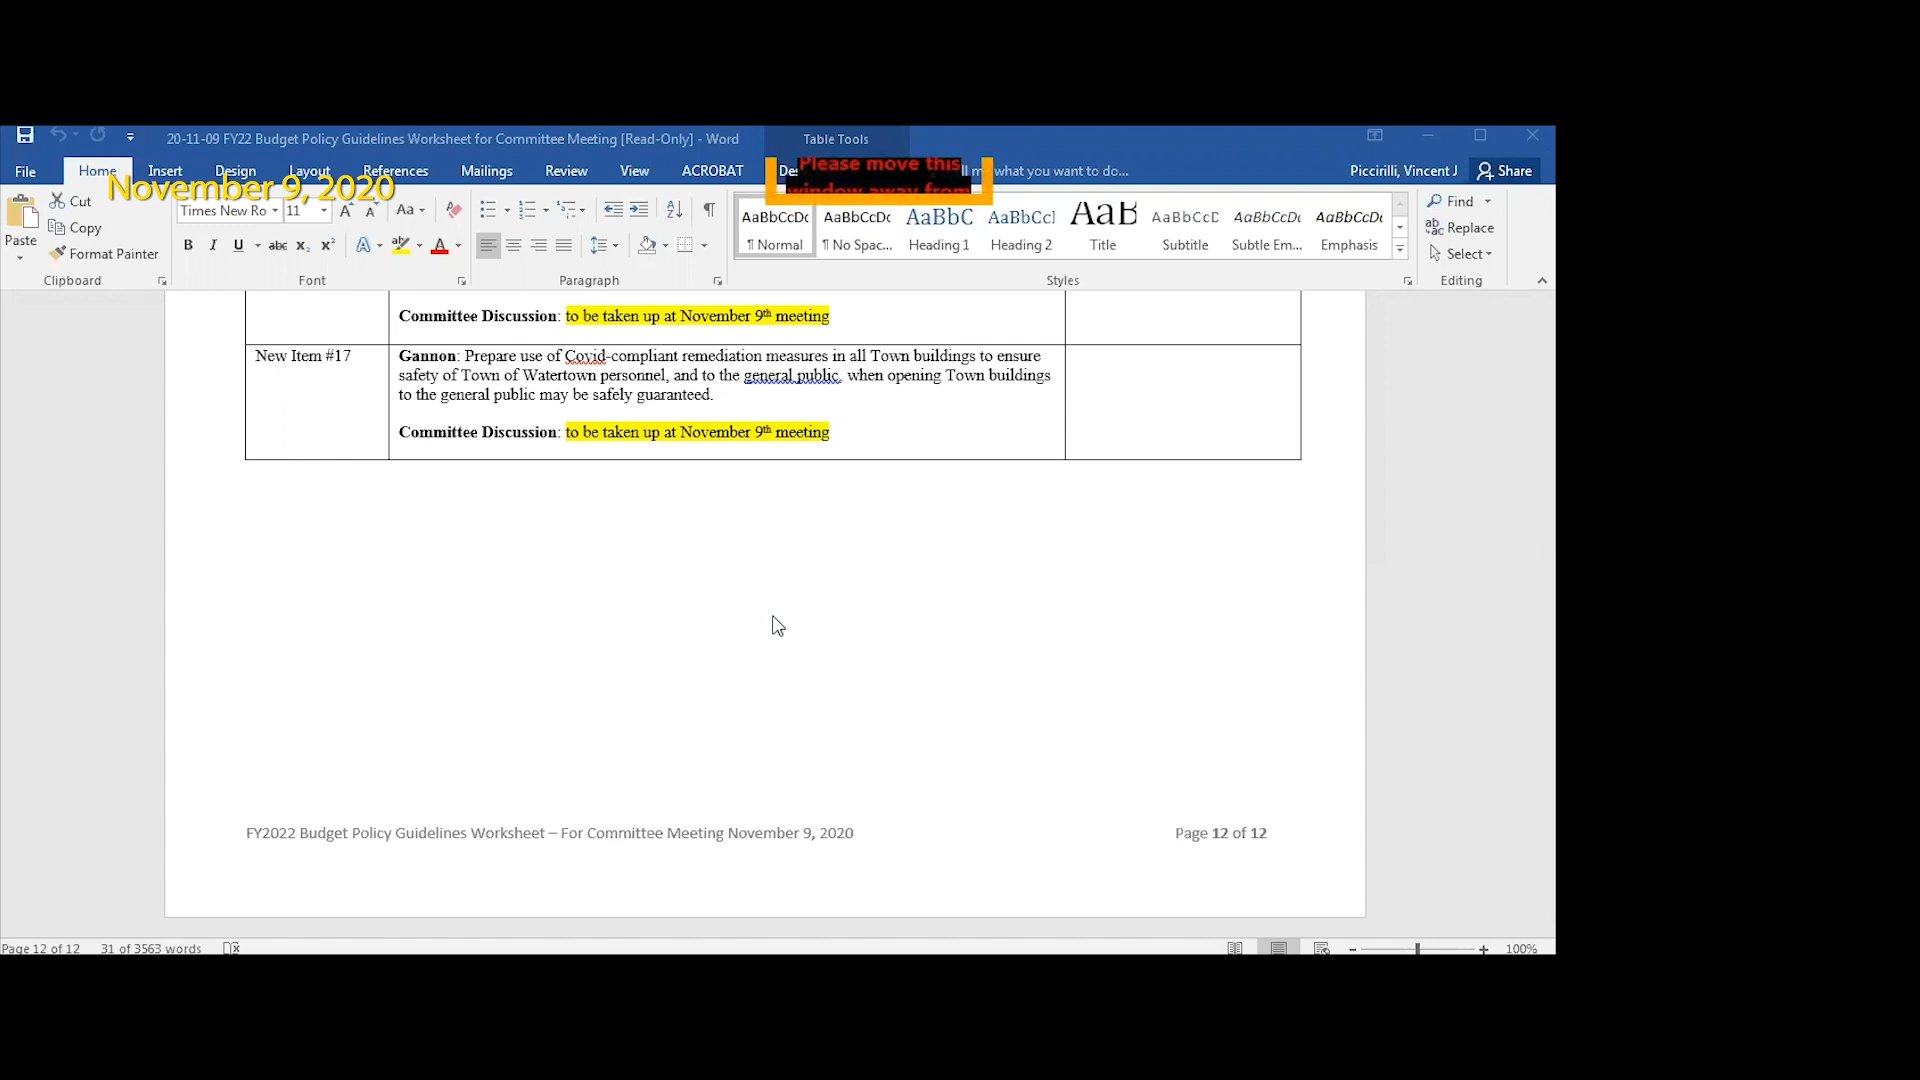 20-11-09 FY22 Budget Policy Guidelines Worksheet for Committee Meeting [Read-Only] - Word
Table Tools
File Home Insert Design Layout References Mailings Review View ACROBAT
Please move this
window away from
what you want to do...
Piccirilli, Vincent J Share
November 9, 2020
Paste
Cut
Copy
Format Painter
Clipboard
Times New Ro 11
Font
Paragraph
AaBbCcDc AaBbCcDc AaBbC AaBbCcI AaB AaBbCcD AaBbCcDc AaBbCcDc
¶ Normal ¶ No Spac... Heading 1 Heading 2 Title Subtitle Subtle Em... Emphasis
Styles
Find
Replace
Select
Editing
Committee Discussion: to be taken up at November 9th meeting
New Item #17
Gannon: Prepare use of Covid-compliant remediation measures in all Town buildings to ensure
safety of Town of Watertown personnel, and to the general public, when opening Town buildings
to the general public may be safely guaranteed.
Committee Discussion: to be taken up at November 9th meeting
FY2022 Budget Policy Guidelines Worksheet – For Committee Meeting November 9, 2020
Page 12 of 12
Page 12 of 12 31 of 3563 words
100%